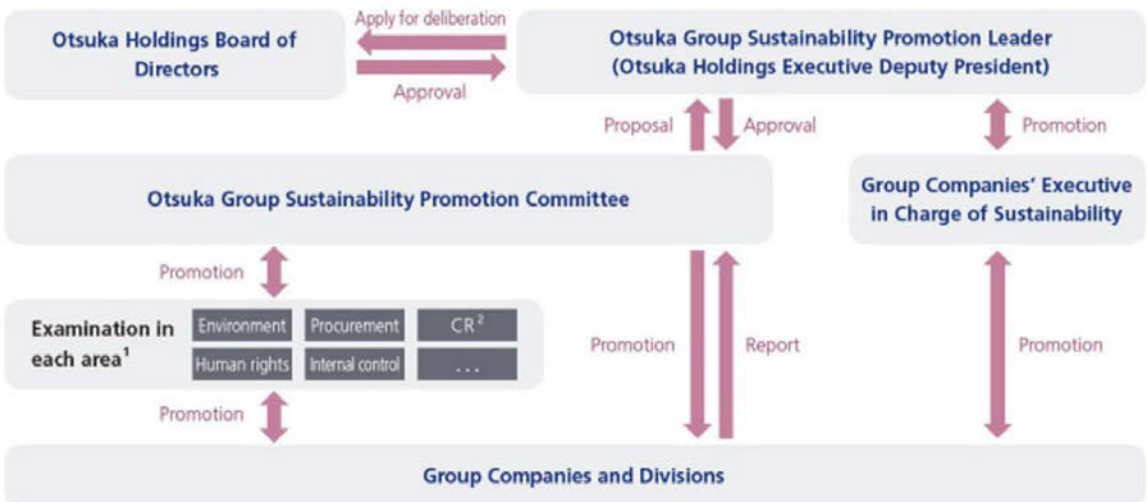 Otsuka Holdings Board of
Directors
Apply for deliberation
Approval
Otsuka Group Sustainability Promotion Leader
(Otsuka Holdings Executive Deputy President)
Proposal
Approval
Promotion
Otsuka Group Sustainability Promotion Committee
Group Companies’ Executive
in Charge of Sustainability
Promotion
Examination in
each area¹
Environment
Procurement
CR²
Human rights
Internal control
...
Promotion
Report
Promotion
Promotion
Group Companies and Divisions